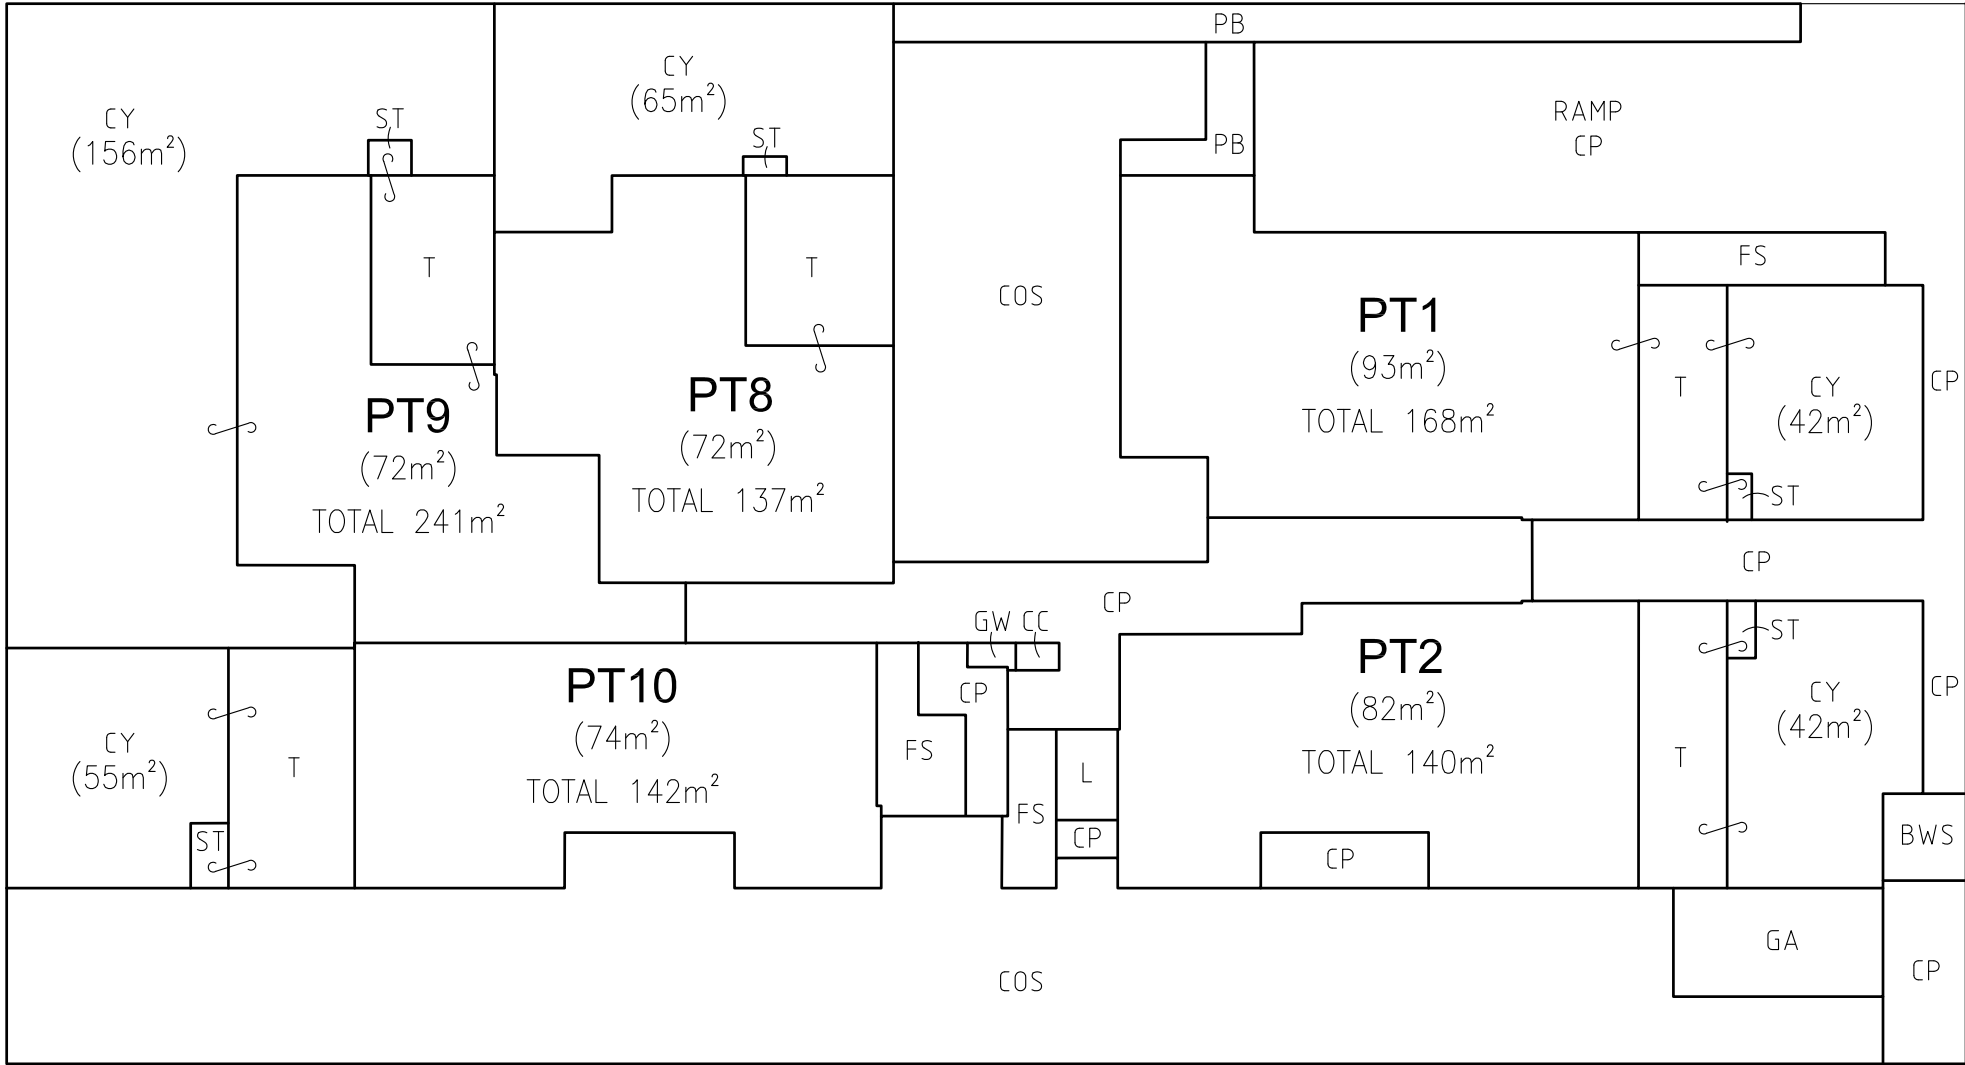 PB
CY
(65m²)
CY
(156m²)
ST
ST
PB
RAMP
CP
T
T
COS
FS
PT1
(93m²)
TOTAL 168m²
T
CY
(42m²)
CP
ST
PT8
(72m²)
TOTAL 137m²
PT9
(72m²)
TOTAL 241m²
CP
CP
GW CC
ST
PT10
(74m²)
TOTAL 142m²
CP
FS
PT2
(82m²)
TOTAL 140m²
CY
(42m²)
CP
CY
(55m²)
T
L
T
FS
CP
ST
CP
BWS
GA
COS
CP